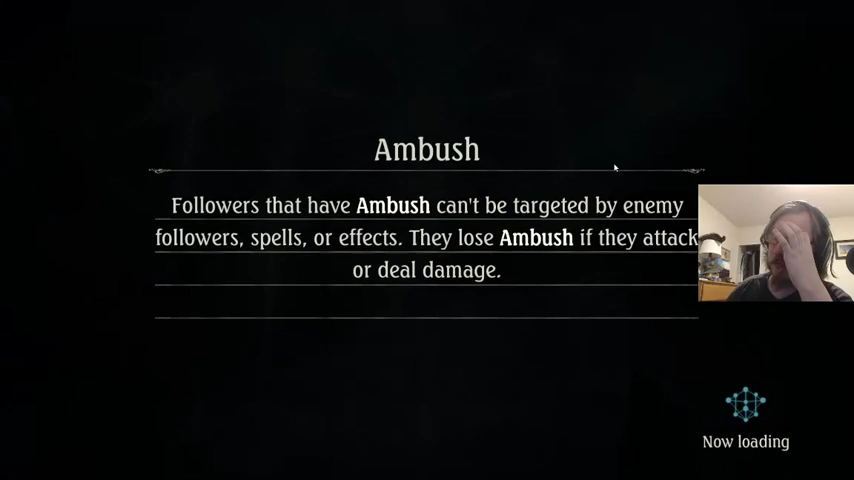 Ambush
Followers that have Ambush can't be targeted by enemy
followers, spells, or effects. They lose Ambush if they attack
or deal damage.
Now loading